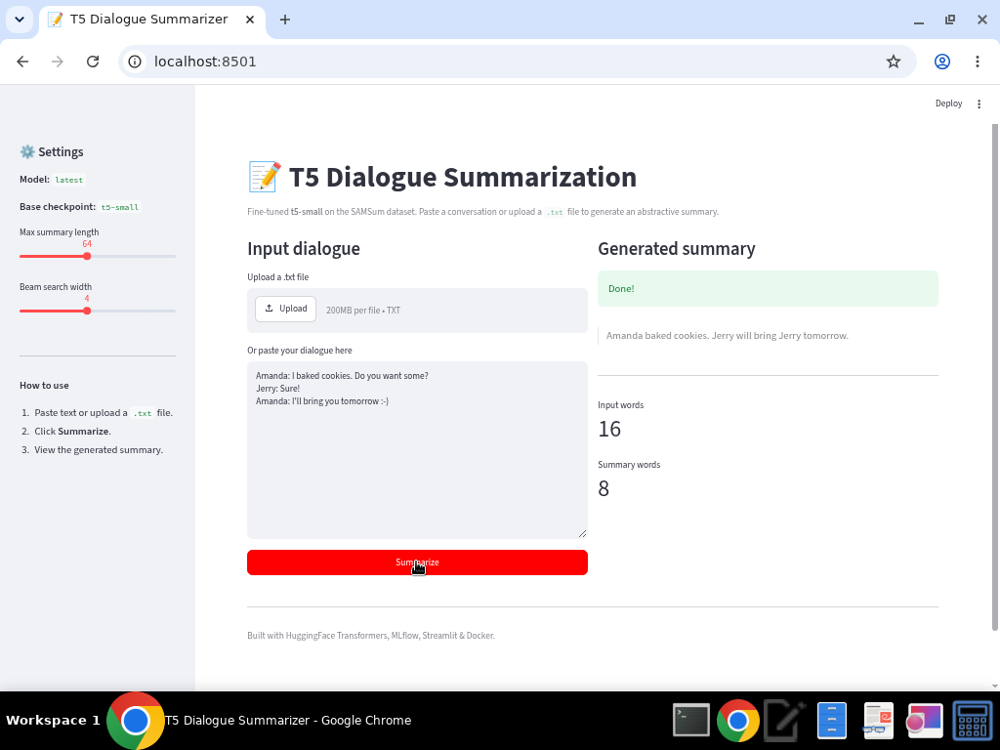 T5 Dialogue Summarizer
localhost:8501
Deploy
⚙️ Settings
Model: latest
Base checkpoint: t5-small
Max summary length
64
Beam search width
4
How to use
1. Paste text or upload a .txt file.
2. Click Summarize.
3. View the generated summary.
📝 T5 Dialogue Summarization
Fine-tuned t5-small on the SAMSum dataset. Paste a conversation or upload a .txt file to generate an abstractive summary.
Input dialogue
Upload a .txt file
Upload
200MB per file • TXT
Or paste your dialogue here
Amanda: I baked cookies. Do you want some?
Jerry: Sure!
Amanda: I'll bring you tomorrow :-)
Summarize
Generated summary
Done!
Amanda baked cookies. Jerry will bring Jerry tomorrow.
Input words
16
Summary words
8
Built with HuggingFace Transformers, MLflow, Streamlit & Docker.
Workspace 1
T5 Dialogue Summarizer - Google Chrome